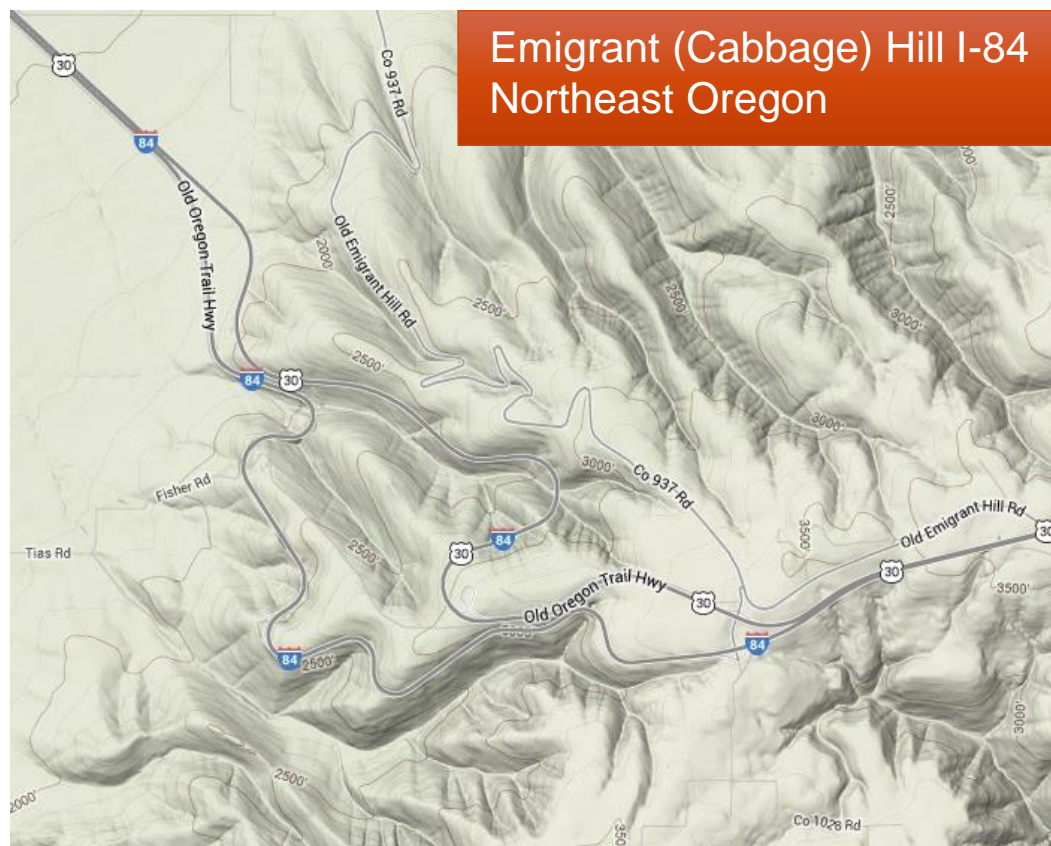 Emigrant (Cabbage) Hill I-84
Northeast Oregon
30
Co 937 Rd
84
Old Oregon Trail Hwy
2000'
Old Emigrant Hill Rd
2500'
2500'
2500'
3000'
2500'
84
30
3000'
3000'
Co 937 Rd
Fisher Rd
Tias Rd
2500'
84
30
3500'
Old Emigrant Hill Rd
30
30
3500'
Old Oregon Trail Hwy
30
3000'
84
84
2500'
3000'
2500'
2000'
Co 1028 Rd